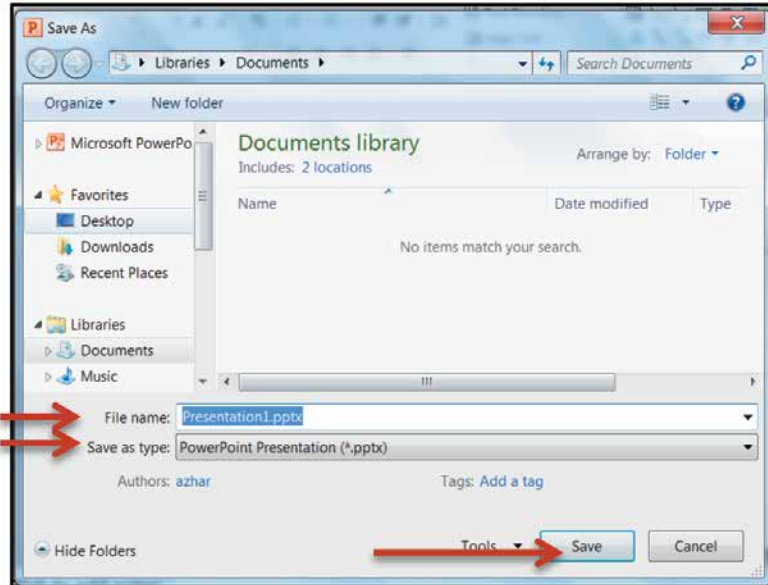 Save As
Libraries Documents
Search Documents
Organize New folder
Microsoft PowerPo
Documents library
Includes: 2 locations
Arrange by: Folder
Favorites
Name Date modified Type
Desktop
Downloads
No items match your search.
Recent Places
Libraries
Documents
Music
File name: Presentation1.pptx
Save as type: PowerPoint Presentation (*.pptx)
Authors: azhar Tags: Add a tag
Hide Folders Tools Save Cancel